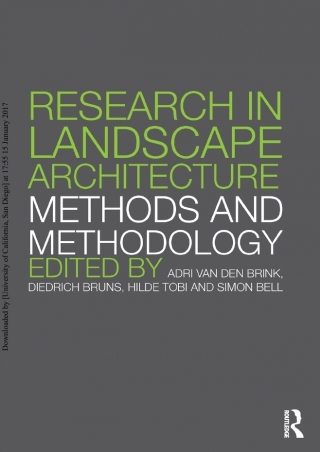 Downloaded by [University of California, San Diego] at 17:55 15 January 2017
RESEARCH IN
LANDSCAPE
ARCHITECTURE
METHODS AND
METHODOLOGY
EDITED BY ADRI VAN DEN BRINK,
DIEDRICH BRUNS, HILDE TOBI AND SIMON BELL
ROUTLEDGE